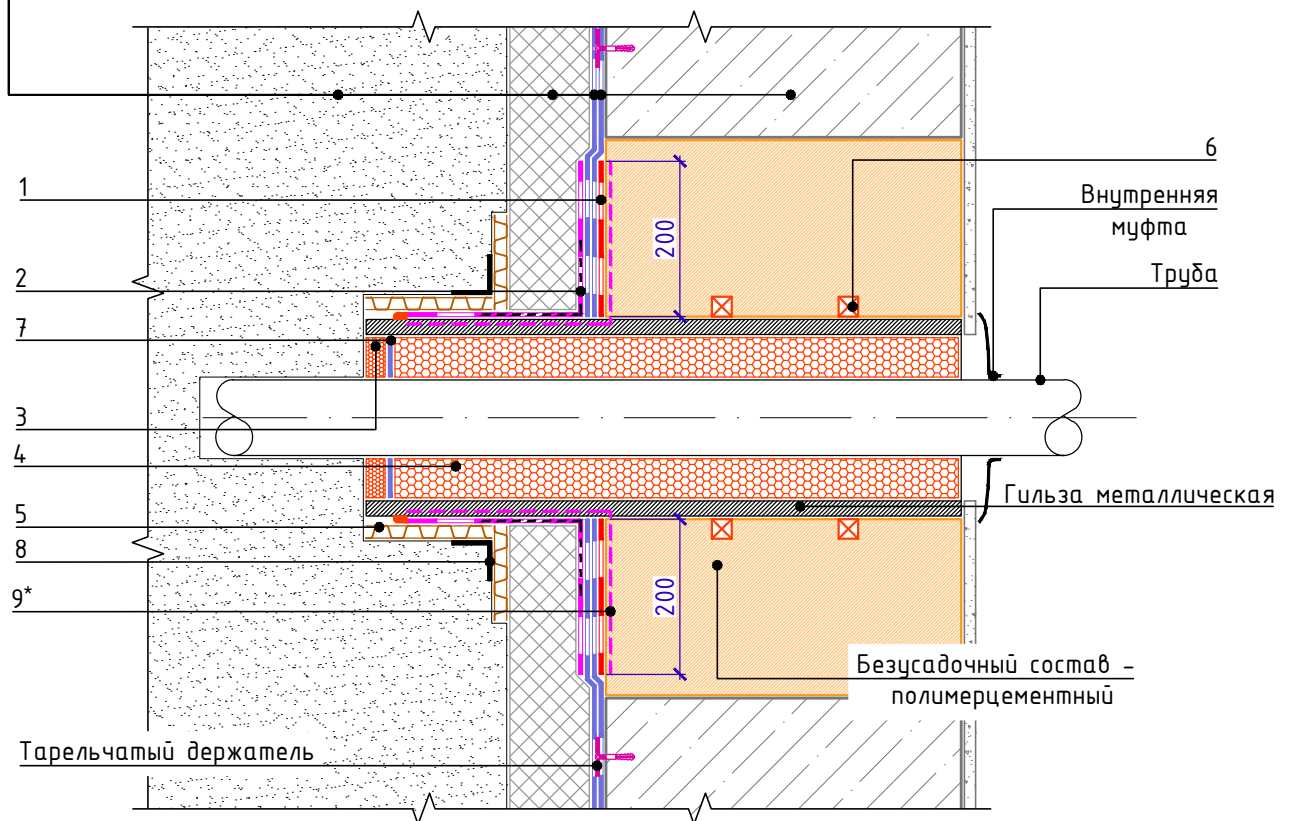 6
1
Внутренняя
муфта
200
2
Труба
7
3
4
Гильза металлическая
5
8
200
9*
Безусадочный состав -
полимерцементный
Тарельчатый держатель